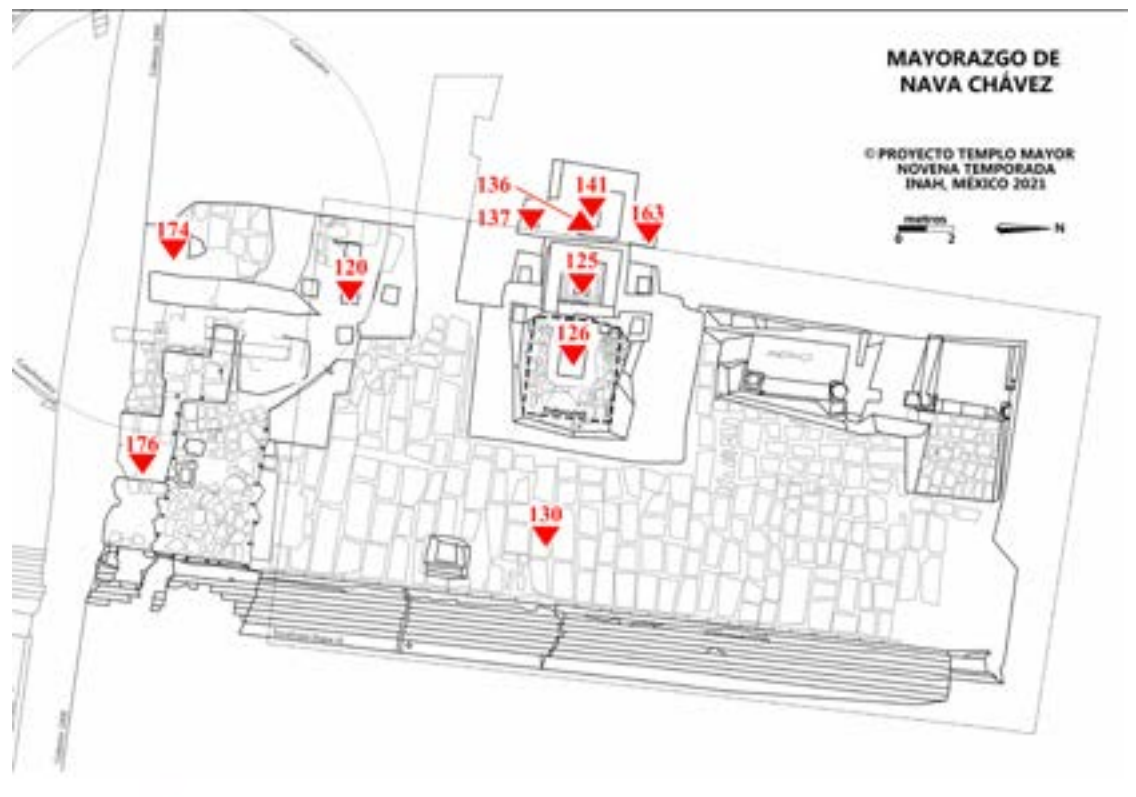 MAYORAZGO DE
NAVA CHÁVEZ
© PROYECTO TEMPLO MAYOR
NOVENA TEMPORADA
INAH, MÉXICO 2021
metros
0 2
N
136
141
137
163
174
120
125
126
176
130